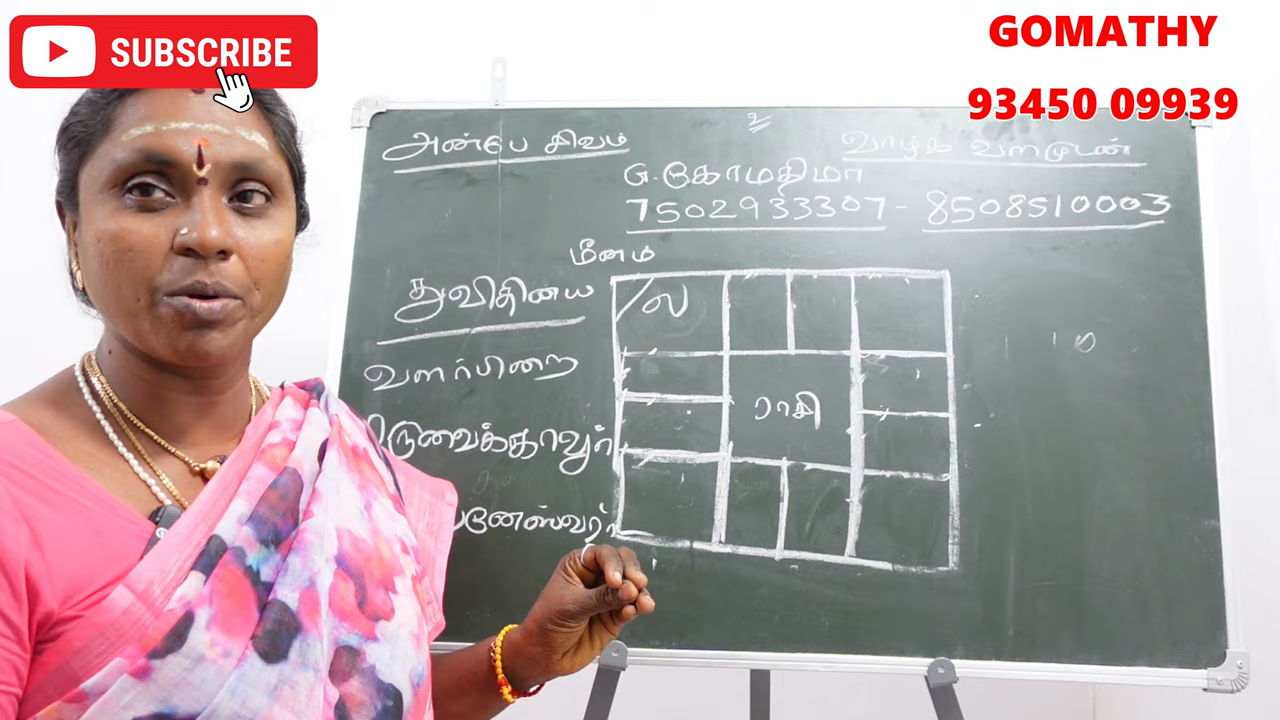 SUBSCRIBE
GOMATHY
93450 09939
அன்பே சிவம்
வாழ்க வளமுடன்
G.கோமதிமா
7502933307 - 8508510003
மீனம்
துவிதியை
ல
வளர்பிறை
ராசி